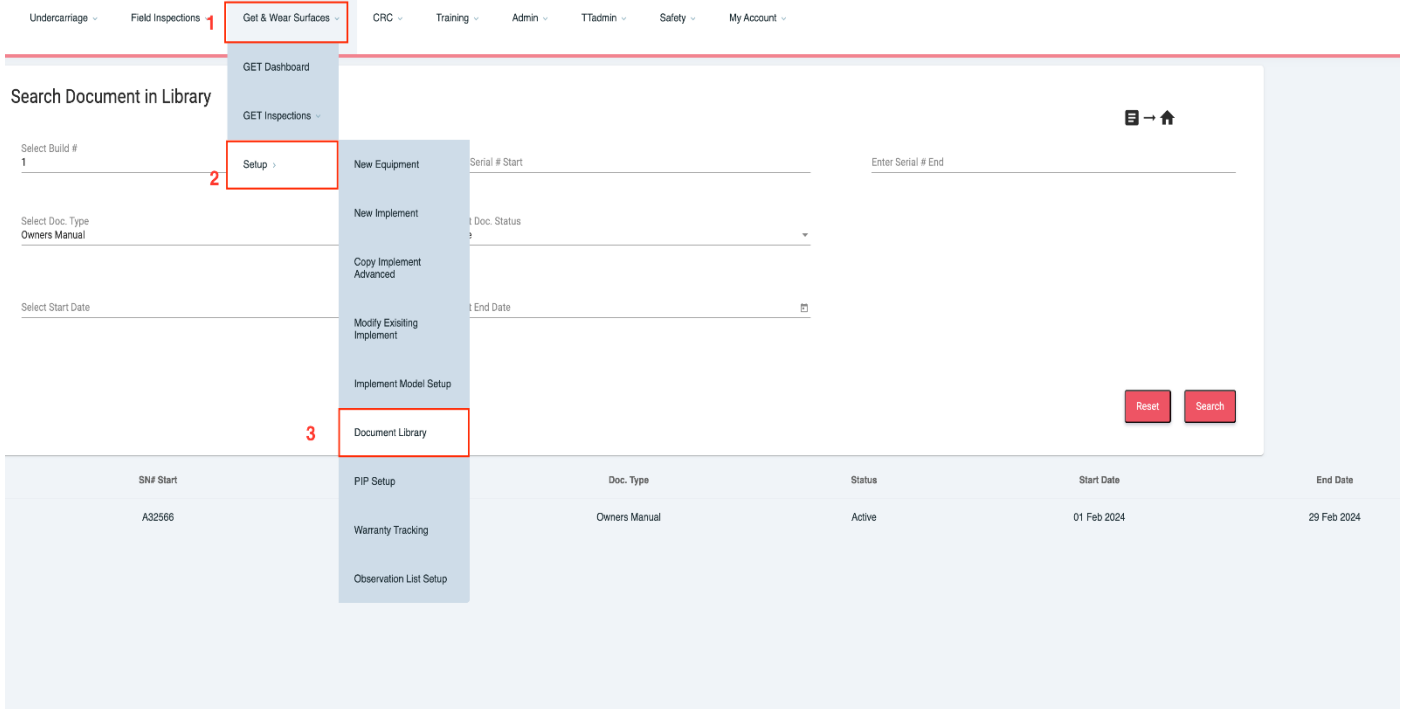 Undercarriage
Field Inspections
Get & Wear Surfaces
CRC
Training
Admin
TTadmin
Safety
My Account
1
GET Dashboard
GET Inspections
Setup
2
New Equipment
New Implement
Copy Implement
Advanced
Modify Exisiting
Implement
Implement Model Setup
3
Document Library
PIP Setup
Warranty Tracking
Observation List Setup
Search Document in Library
Select Build #
1
Serial # Start
Enter Serial # End
Select Doc. Type
Owners Manual
t Doc. Status
e
Select Start Date
t End Date
Reset
Search
SN# Start
Doc. Type
Status
Start Date
End Date
A32566
Owners Manual
Active
01 Feb 2024
29 Feb 2024